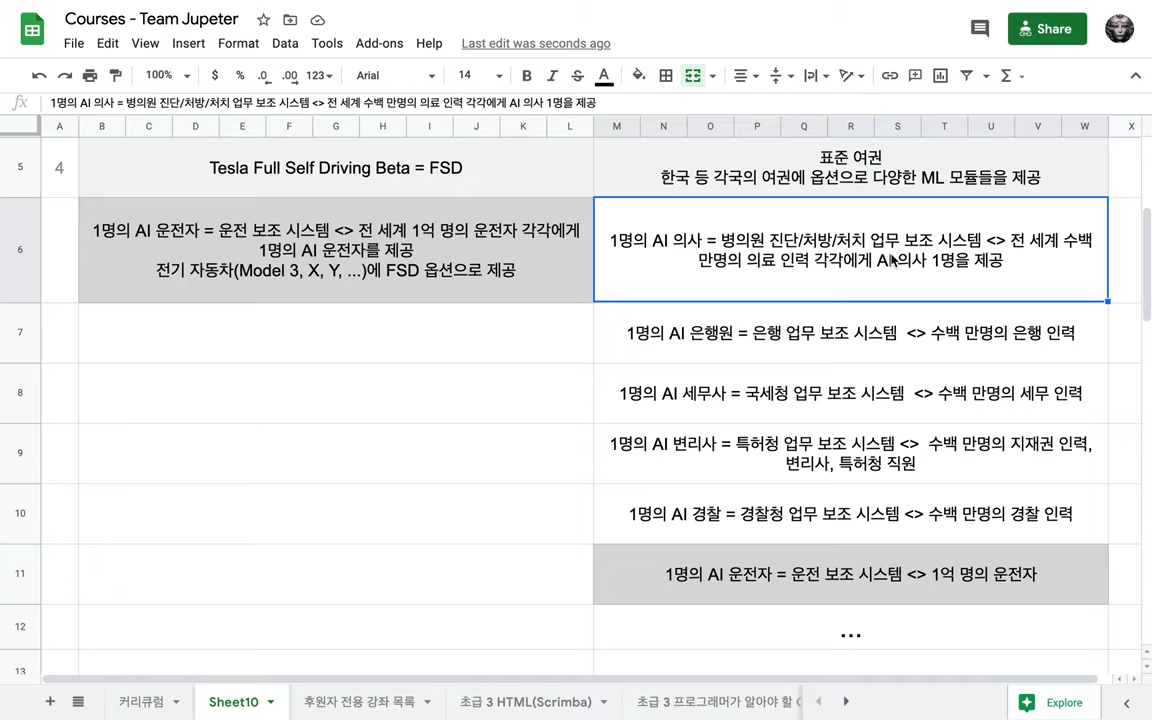 Courses - Team Jupeter
File Edit View Insert Format Data Tools Add-ons Help Last edit was seconds ago
Share
100% $ % .0 .00 123 Arial 14 B I S A Σ
fx 1명의 AI 의사 = 병의원 진단/처방/처치 업무 보조 시스템 <> 전 세계 수백 만명의 의료 인력 각각에게 AI 의사 1명을 제공
A B C D E F G H I J K L M N O P Q R S T U V W X
5 4 Tesla Full Self Driving Beta = FSD
표준 여권
한국 등 각국의 여권에 옵션으로 다양한 ML 모듈들을 제공
6
1명의 AI 운전자 = 운전 보조 시스템 <> 전 세계 1억 명의 운전자 각각에게
1명의 AI 운전자를 제공
전기 자동차(Model 3, X, Y, ...)에 FSD 옵션으로 제공
1명의 AI 의사 = 병의원 진단/처방/처치 업무 보조 시스템 <> 전 세계 수백
만명의 의료 인력 각각에게 AI 의사 1명을 제공
7 1명의 AI 은행원 = 은행 업무 보조 시스템 <> 수백 만명의 은행 인력
8 1명의 AI 세무사 = 국세청 업무 보조 시스템 <> 수백 만명의 세무 인력
9 1명의 AI 변리사 = 특허청 업무 보조 시스템 <> 수백 만명의 지재권 인력,
변리사, 특허청 직원
10 1명의 AI 경찰 = 경찰청 업무 보조 시스템 <> 수백 만명의 경찰 인력
11 1명의 AI 운전자 = 운전 보조 시스템 <> 1억 명의 운전자
12 ...
13
+ 커리큘럼 Sheet10 후원자 전용 강좌 목록 초급 3 HTML(Scrimba) 초급 3 프로그래머가 알아야 할 Explore